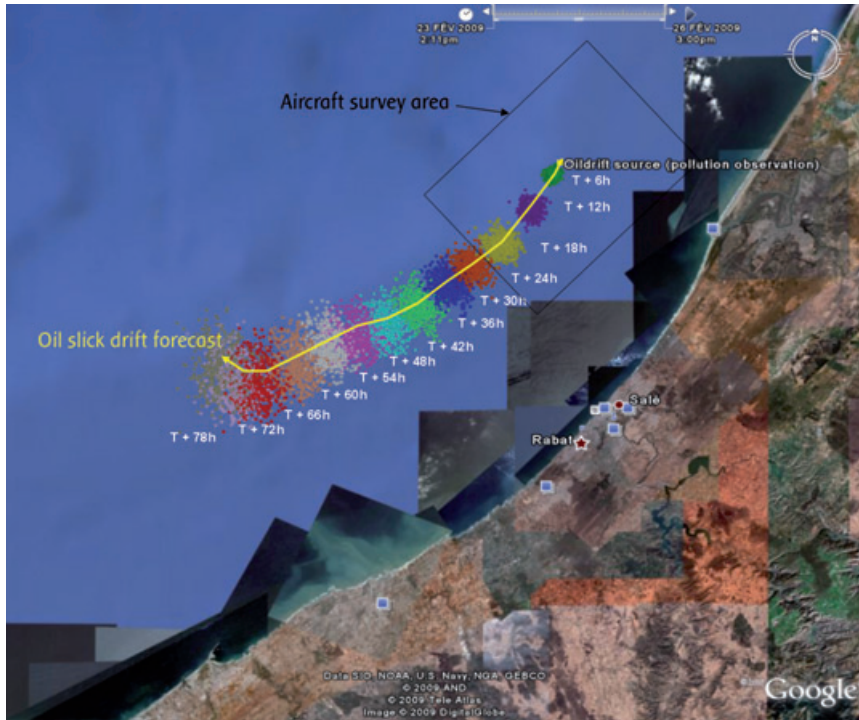 23 FÉV 2009
2:11pm
26 FÉV 2009
3:00pm
N
Aircraft survey area
Oildrift source (pollution observation)
T + 6h
T + 12h
T + 18h
T + 24h
T + 30h
T + 36h
Oil slick drift forecast
T + 42h
T + 48h
T + 54h
T + 60h
T + 66h
T + 72h
T + 78h
Salé
Rabat
Data SIO, NOAA, U.S. Navy, NGA, GEBCO
© 2009 AND
© 2009 Tele Atlas
Image © 2009 DigitalGlobe
Google